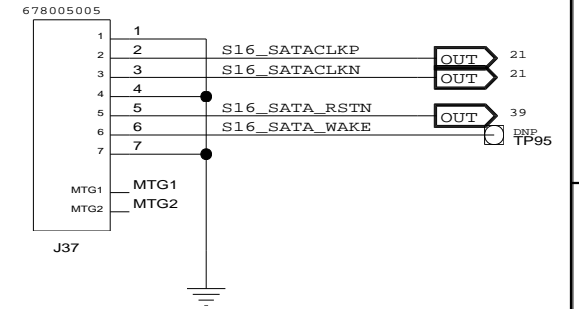 678005005
1 1
2 2 S16_SATACLKP OUT 21
3 3 S16_SATACLKN OUT 21
4 4
5 5 S16_SATA_RSTN OUT 39
6 6 S16_SATA_WAKE DNP
TP95
7 7
MTG1 MTG1
MTG2 MTG2
J37